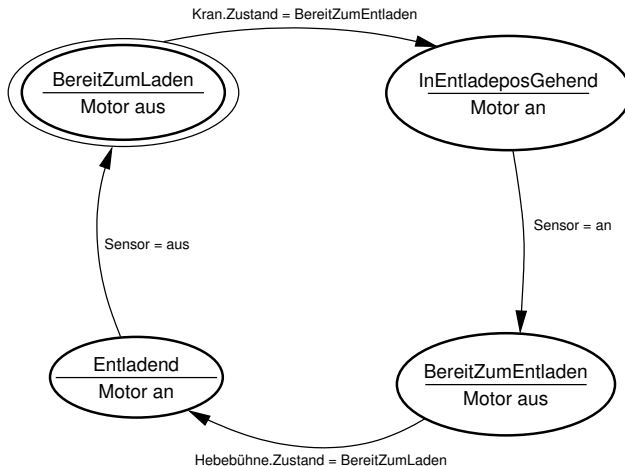 Kran.Zustand = BereitZumEntladen
BereitZumLaden
Motor aus
InEntladeposGehend
Motor an
Sensor = aus
Sensor = an
Entladend
Motor an
BereitZumEntladen
Motor aus
Hebebühne.Zustand = BereitZumLaden